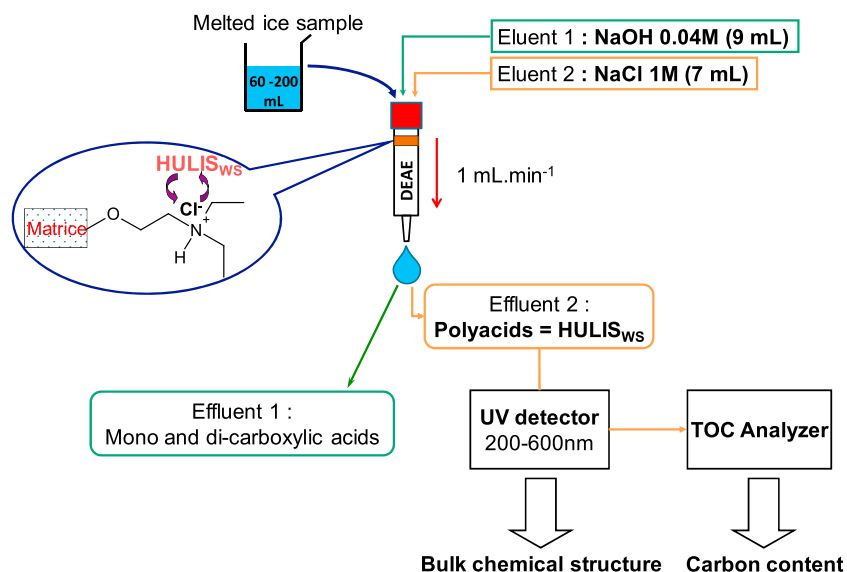 Melted ice sample
60 -200
mL
Eluent 1 : NaOH 0.04M (9 mL)
Eluent 2 : NaCl 1M (7 mL)
DEAE
1 mL.min-1
HULISWS
Cl-
Matrice
O
N
+
H
Effluent 2 :
Polyacids = HULISWS
Effluent 1 :
Mono and di-carboxylic acids
UV detector
200-600nm
TOC Analyzer
Bulk chemical structure
Carbon content